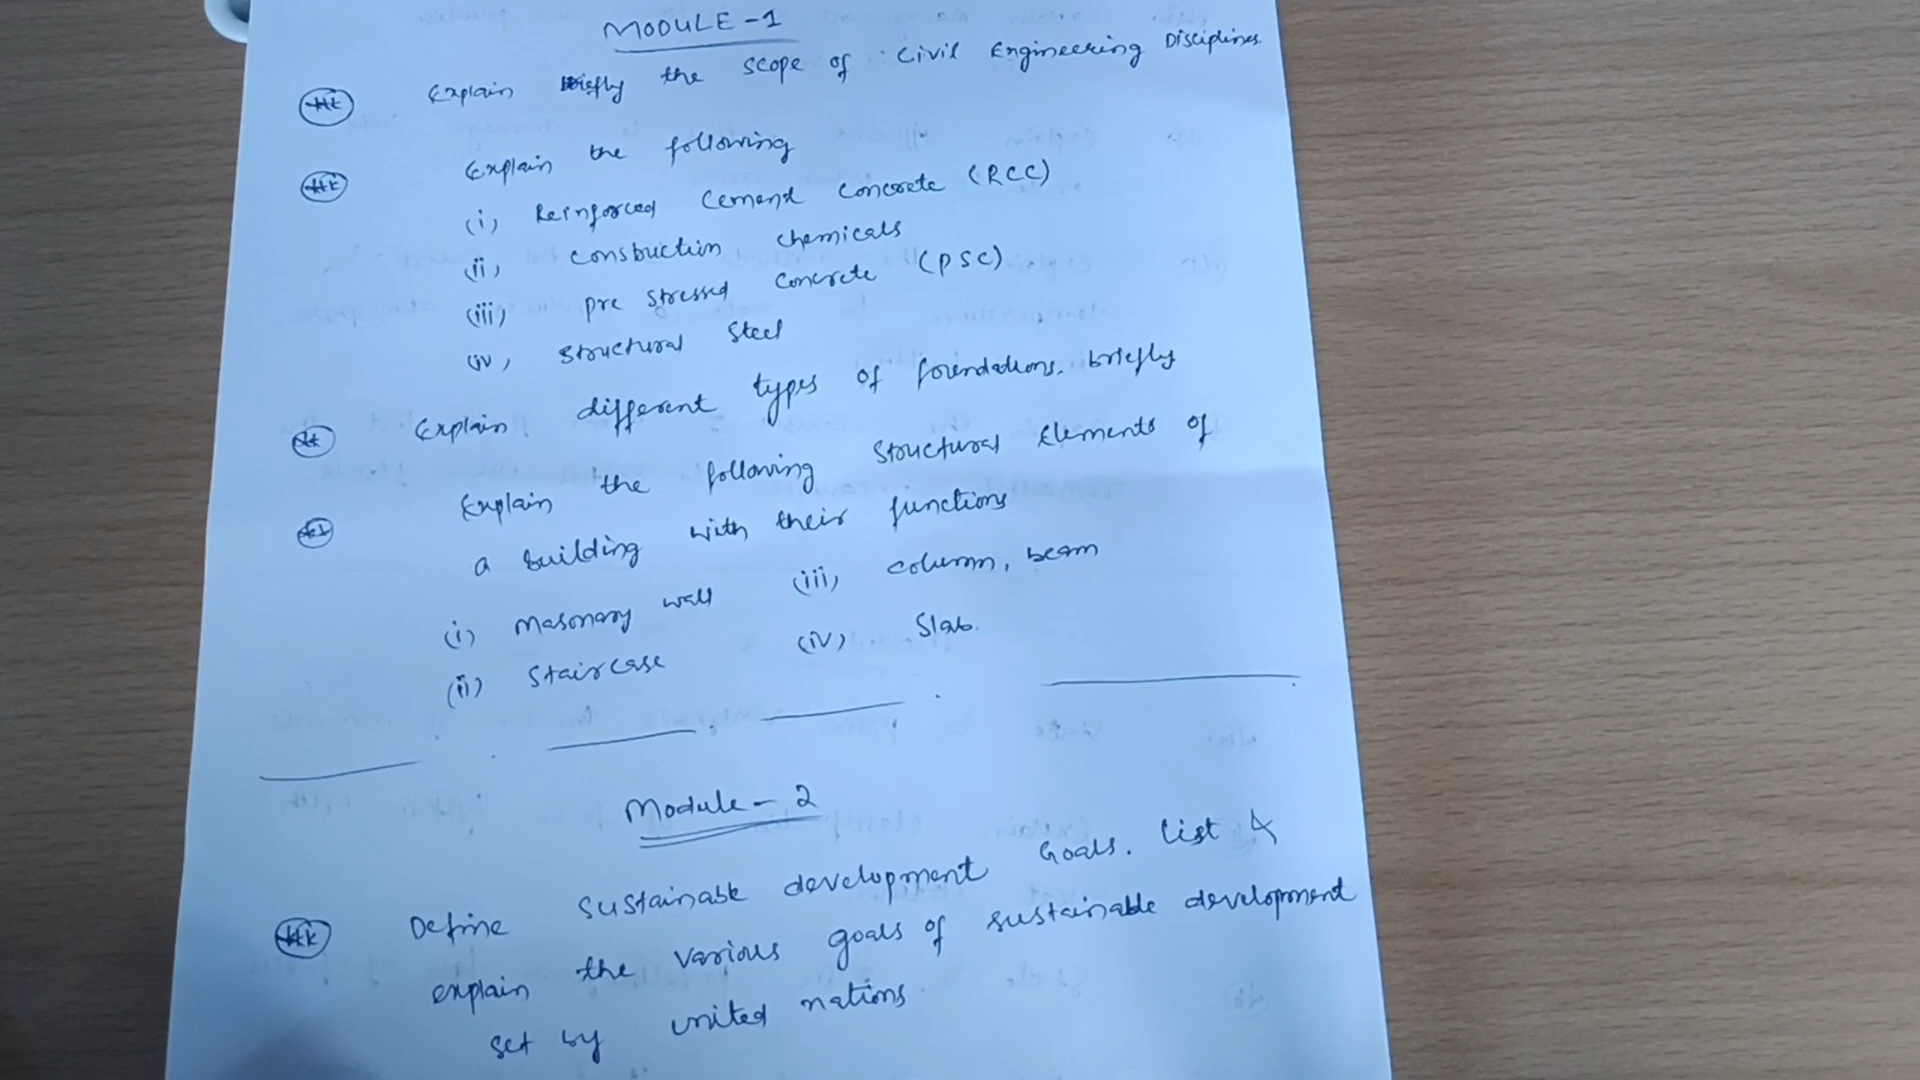 MODULE-1
Explain Briefly the scope of Civil Engineering Disciplines.
Explain the following
(i) Reinforced Cement Concrete (RCC)
(ii) construction chemicals
(iii) Pre stressed Concrete (PSC)
(iv) Structural Steel
Explain different types of foundations. briefly
Explain the following structural Elements of
a building with their functions
(i) Masonary wall (iii) column, beam
(ii) Staircase (iv) Slab.
Module - 2
Define sustainable development Goals. List &
explain the various goals of sustainable development
set by united nations